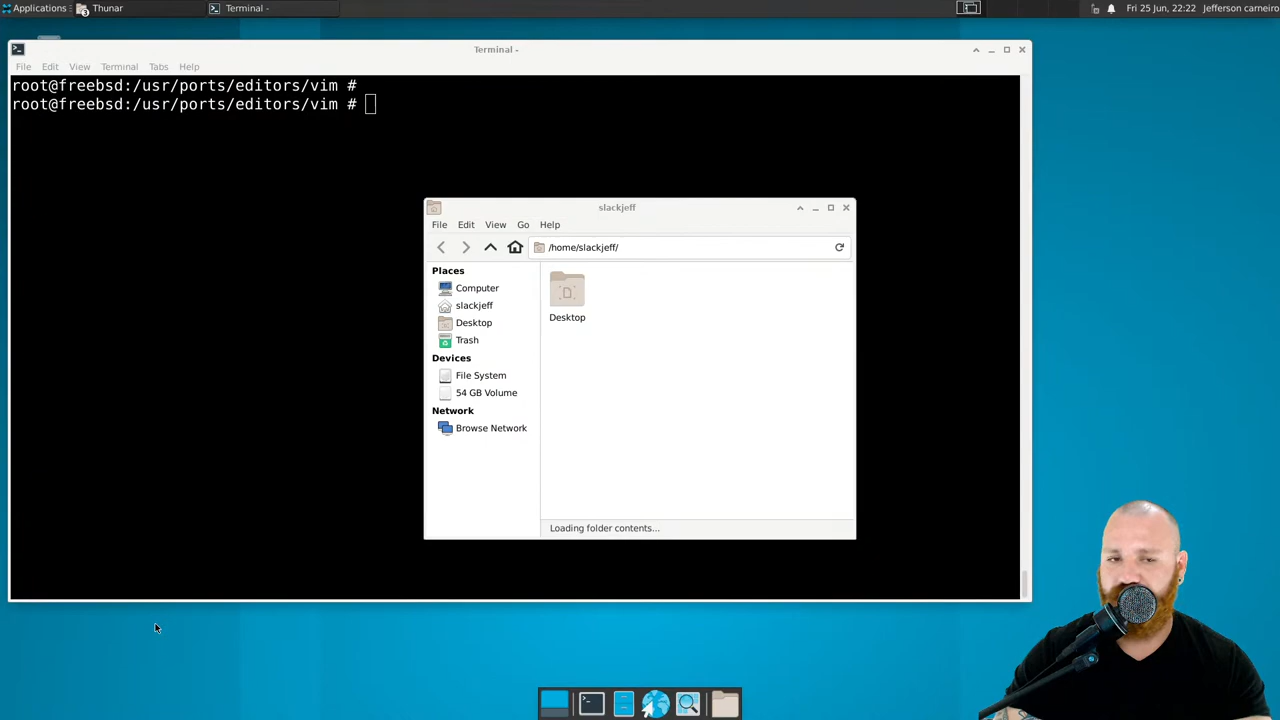 Applications
3 Thunar
Terminal -
Fri 25 Jun, 22:22
Jefferson carneiro
Terminal -
File Edit View Terminal Tabs Help
root@freebsd:/usr/ports/editors/vim #
root@freebsd:/usr/ports/editors/vim #
slackjeff
File Edit View Go Help
/home/slackjeff/
Places
Computer
slackjeff
Desktop
Trash
Devices
File System
54 GB Volume
Network
Browse Network
Desktop
Loading folder contents...